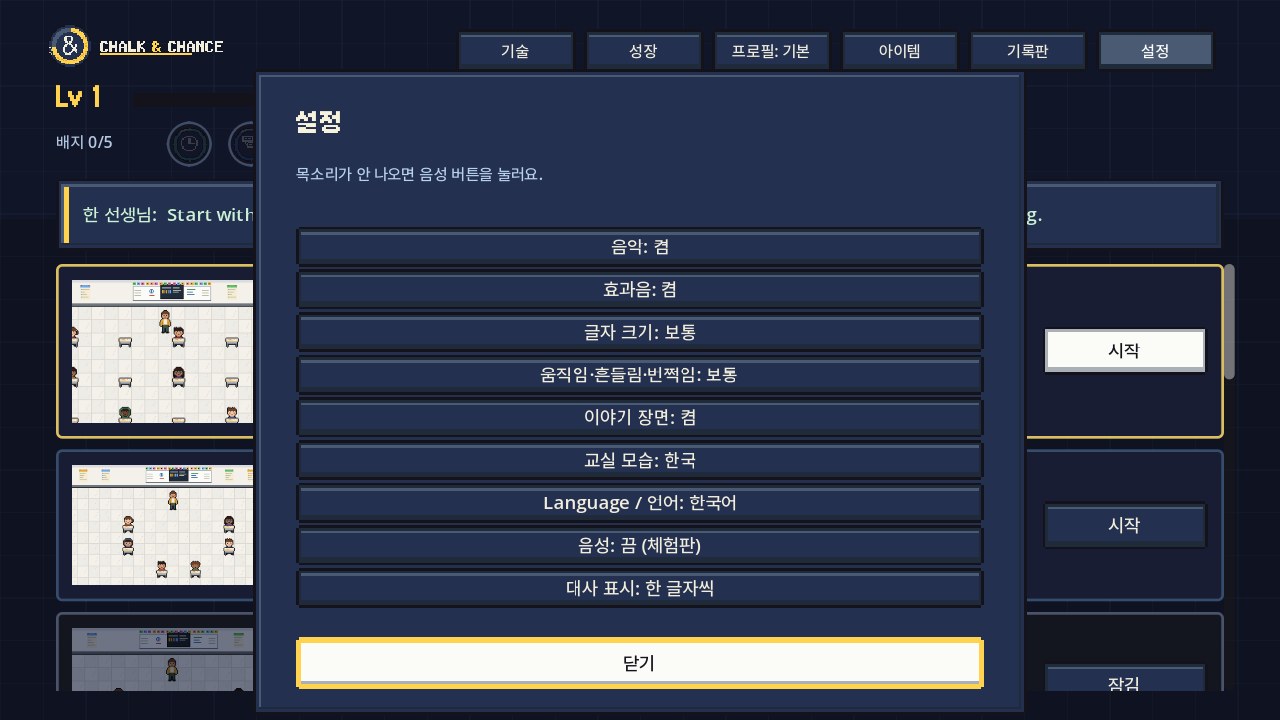 & CHALK & CHANCE
기술
성장
프로필: 기본
아이템
기록판
설정
Lv 1
배지 0/5
한 선생님: Start with
g.
설정
목소리가 안 나오면 음성 버튼을 눌러요.
음악: 켬
효과음: 켬
글자 크기: 보통
움직임·흔들림·번쩍임: 보통
이야기 장면: 켬
교실 모습: 한국
Language / 언어: 한국어
음성: 끔 (체험판)
대사 표시: 한 글자씩
닫기
시작
시작
잠김